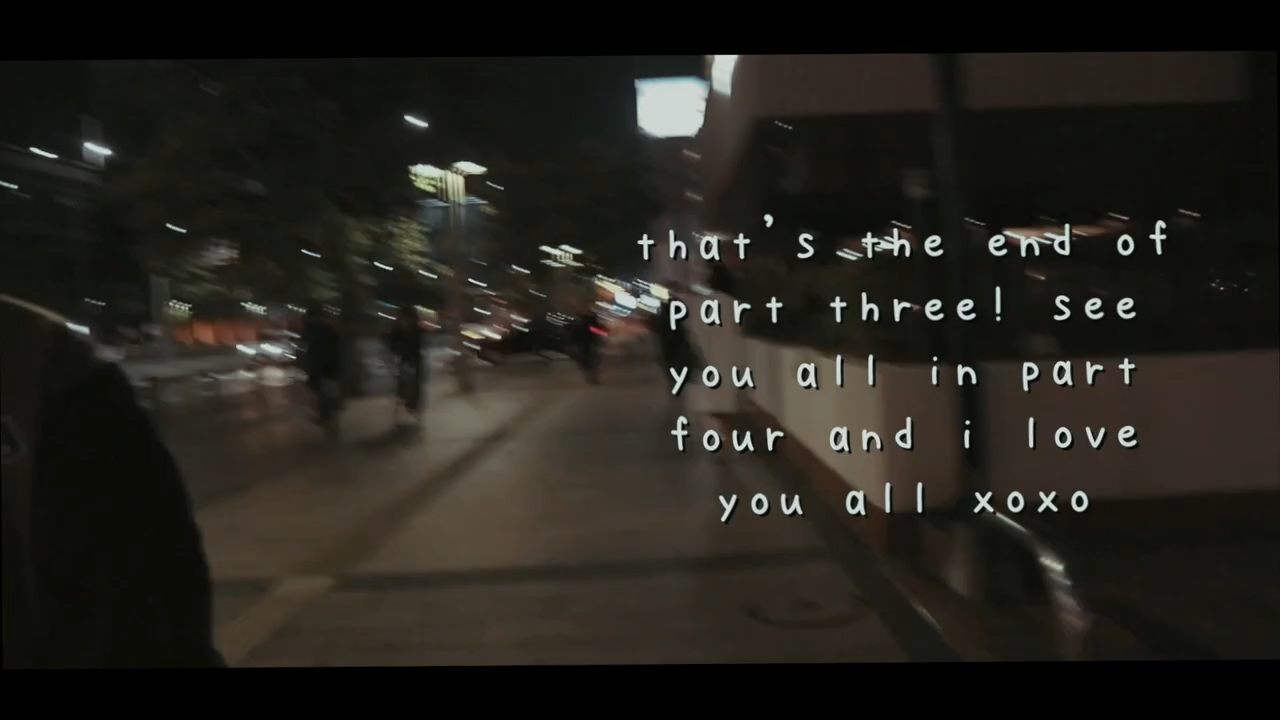 that's the end of
part three! see
you all in part
four and i love
you all xoxo